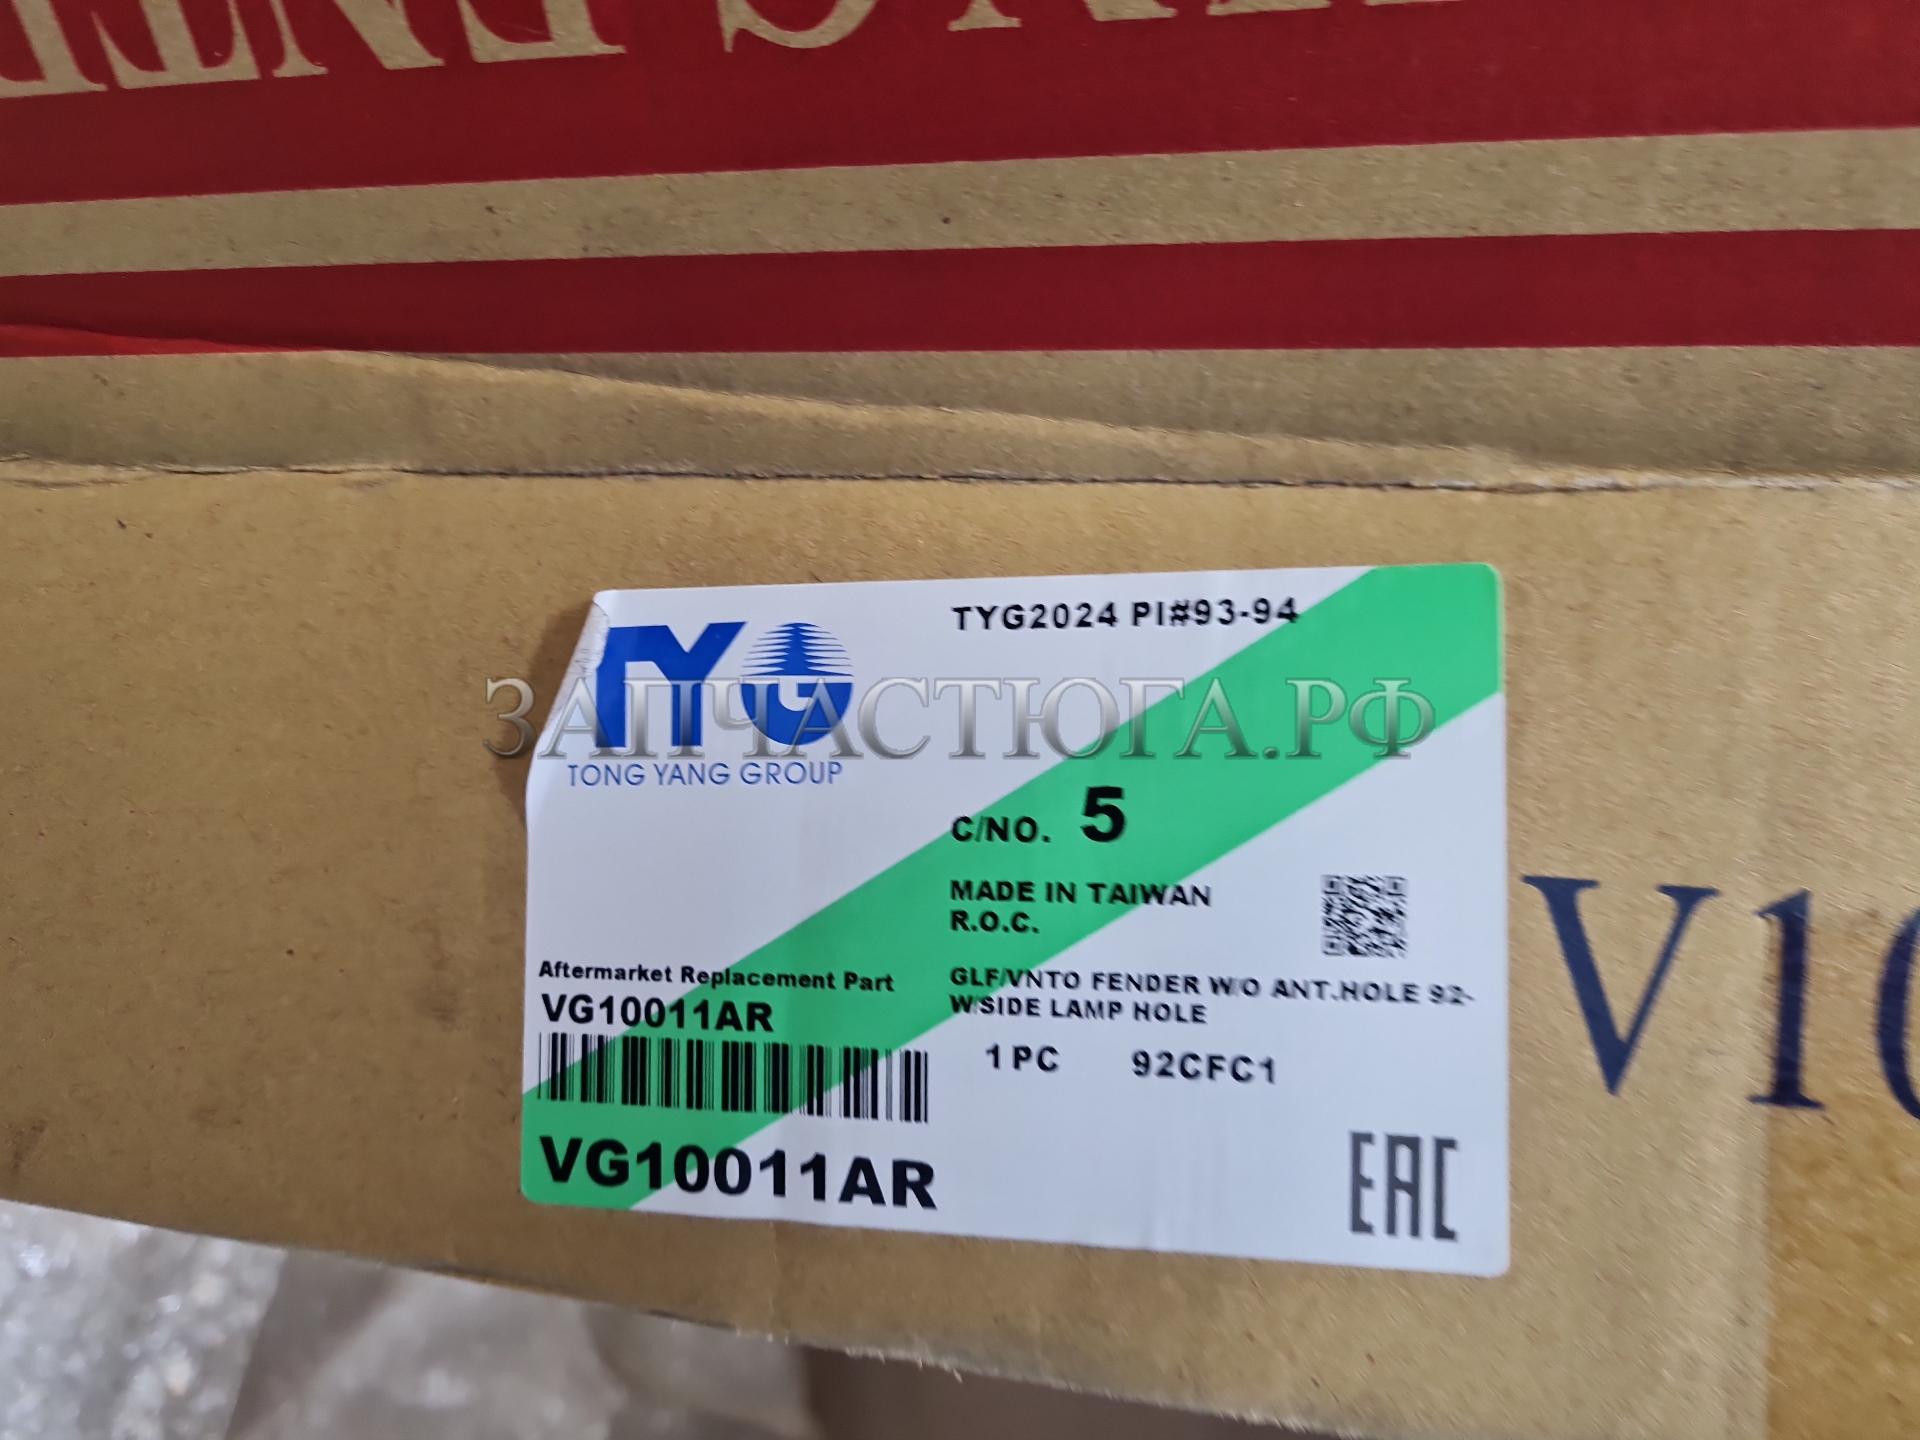 TYG
TONG YANG GROUP
TYG2024 PI#93-94
ЗАПЧАСТЮГА.РФ
C/NO. 5
MADE IN TAIWAN
R.O.C.
Aftermarket Replacement Part
VG10011AR
GLF/VNTO FENDER W/O ANT.HOLE 92-
W/SIDE LAMP HOLE
1 PC 92CFC1
VG10011AR
EAC
V10